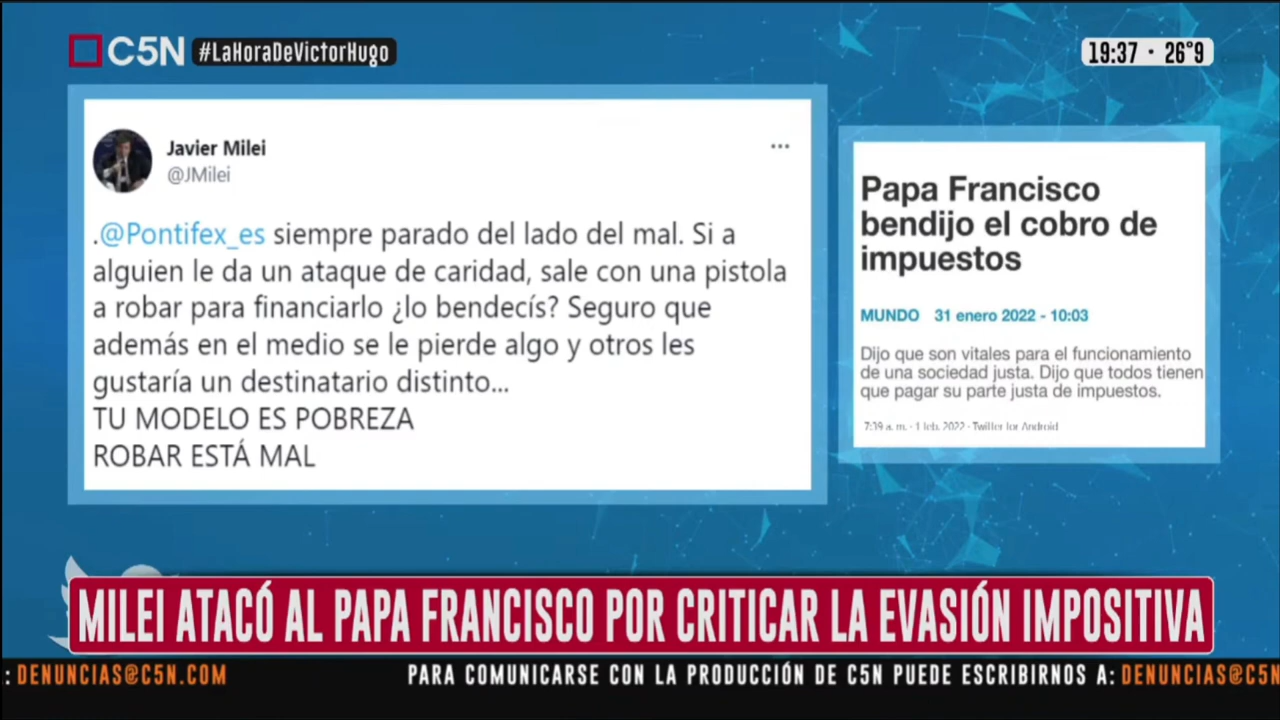 C5N #LaHoraDeVictorHugo
19:37 · 26°9
Javier Milei
@JMilei
.@Pontifex_es siempre parado del lado del mal. Si a
alguien le da un ataque de caridad, sale con una pistola
a robar para financiarlo ¿lo bendecís? Seguro que
además en el medio se le pierde algo y otros les
gustaría un destinatario distinto...
TU MODELO ES POBREZA
ROBAR ESTÁ MAL
Papa Francisco
bendijo el cobro de
impuestos
MUNDO 31 enero 2022 - 10:03
Dijo que son vitales para el funcionamiento
de una sociedad justa. Dijo que todos tienen
que pagar su parte justa de impuestos.
7:39 a. m. · 1 feb. 2022 · Twitter for Android
MILEI ATACÓ AL PAPA FRANCISCO POR CRITICAR LA EVASIÓN IMPOSITIVA
: DENUNCIAS@C5N.COM PARA COMUNICARSE CON LA PRODUCCIÓN DE C5N PUEDE ESCRIBIRNOS A: DENUNCIAS@C5N